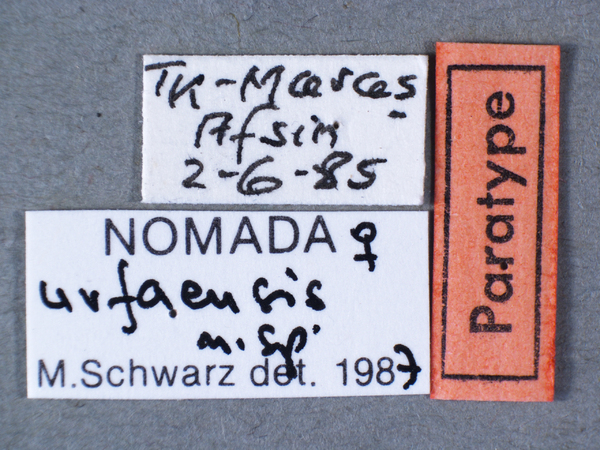 TK-Maras
Afsin
2-6-85
NOMADA ♀
urfaensis
n. sp.
M.Schwarz det. 1987
Paratype